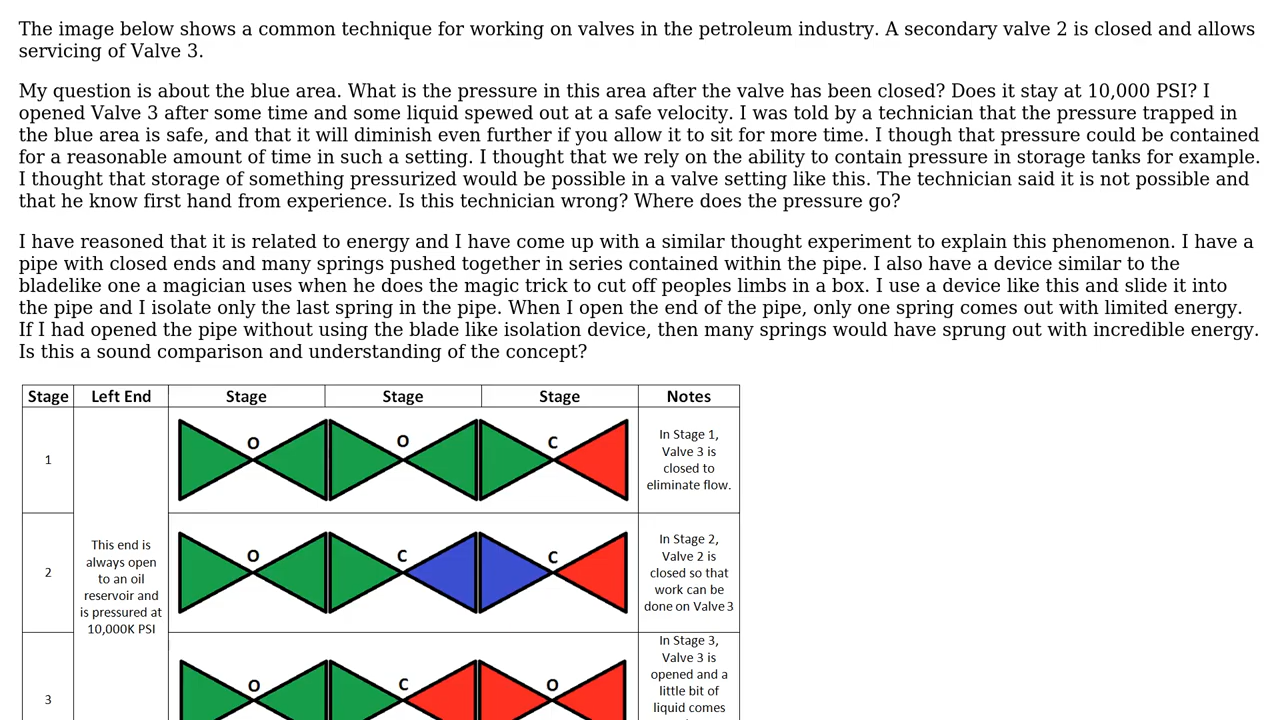 The image below shows a common technique for working on valves in the petroleum industry. A secondary valve 2 is closed and allows
servicing of Valve 3.
My question is about the blue area. What is the pressure in this area after the valve has been closed? Does it stay at 10,000 PSI? I
opened Valve 3 after some time and some liquid spewed out at a safe velocity. I was told by a technician that the pressure trapped in
the blue area is safe, and that it will diminish even further if you allow it to sit for more time. I though that pressure could be contained
for a reasonable amount of time in such a setting. I thought that we rely on the ability to contain pressure in storage tanks for example.
I thought that storage of something pressurized would be possible in a valve setting like this. The technician said it is not possible and
that he know first hand from experience. Is this technician wrong? Where does the pressure go?
I have reasoned that it is related to energy and I have come up with a similar thought experiment to explain this phenomenon. I have a
pipe with closed ends and many springs pushed together in series contained within the pipe. I also have a device similar to the
bladelike one a magician uses when he does the magic trick to cut off peoples limbs in a box. I use a device like this and slide it into
the pipe and I isolate only the last spring in the pipe. When I open the end of the pipe, only one spring comes out with limited energy.
If I had opened the pipe without using the blade like isolation device, then many springs would have sprung out with incredible energy.
Is this a sound comparison and understanding of the concept?
Stage Left End Stage Stage Stage Notes
O O C
1
In Stage 1,
Valve 3 is
closed to
eliminate flow.
This end is
always open
to an oil
reservoir and
is pressured at
10,000K PSI
O C C
2
In Stage 2,
Valve 2 is
closed so that
work can be
done on Valve 3
O C O
3
In Stage 3,
Valve 3 is
opened and a
little bit of
liquid comes